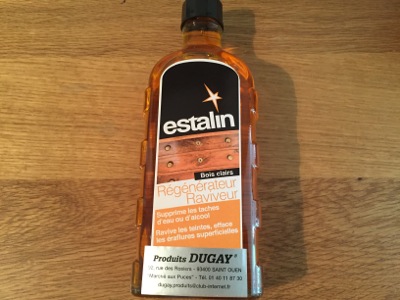 estalin
Bois clairs
Régénérateur
Raviveur
Supprime les taches
d'eau ou d'alcool
Ravive les teintes, efface
les éraflures superficielles
Produits DUGAY®
rue des Rosiers - 93400 SAINT OUEN
"Marché aux Puces" - Tél. 01 40 11 87 30
dugay.produits@club-internet.fr